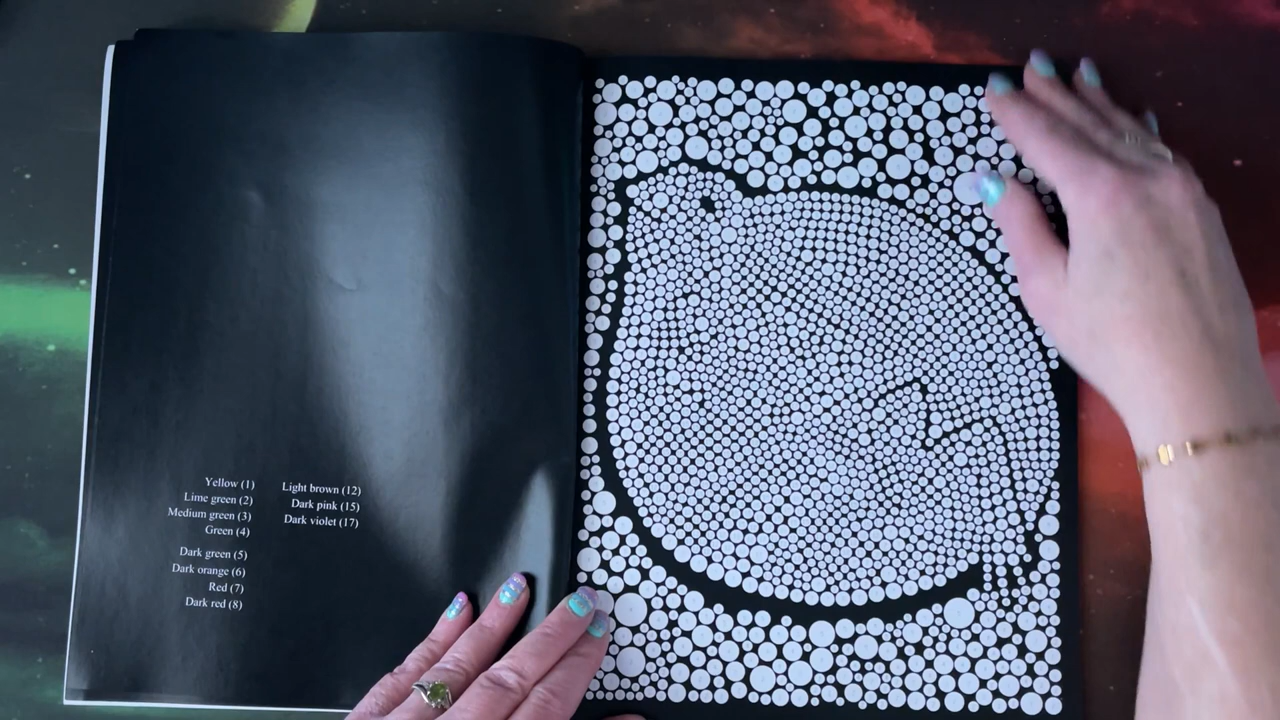 Yellow (1)
Lime green (2)
Medium green (3)
Green (4)
Dark green (5)
Dark orange (6)
Red (7)
Dark red (8)
Light brown (12)
Dark pink (15)
Dark violet (17)